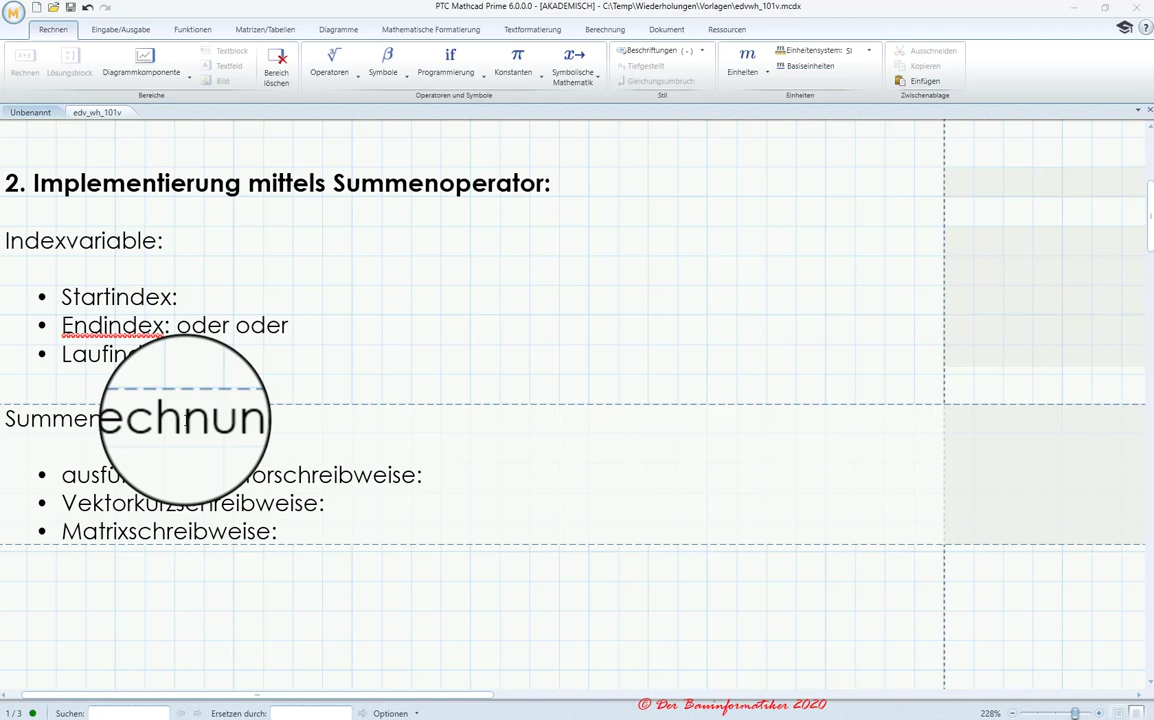 PTC Mathcad Prime 6.0.0.0 - [AKADEMISCH] - C:\Temp\Wiederholungen\Vorlagen\edvwh_101v.mcdx
Rechnen Eingabe/Ausgabe Funktionen Matrizen/Tabellen Diagramme Mathematische Formatierung Textformatierung Berechnung Dokument Ressourcen
Rechnen Lösungsblock Diagrammkomponente Textblock Textfeld Bild Bereich löschen
Bereiche
Operatoren Symbole Programmierung Konstanten Symbolische Mathematik
Operatoren und Symbole
Beschriftungen ( - ) Tiefgestellt Gleichungsumbruch
Stil
Einheiten Einheitensystem: SI Basiseinheiten
Einheiten
Ausschneiden Kopieren Einfügen
Zwischenablage
Unbenannt edv_wh_101v
2. Implementierung mittels Summenoperator:
Indexvariable:
• Startindex:
• Endindex: oder oder
• Laufind
Summen echnun
• ausfü orschreibweise:
• Vektorkurzschreibweise:
• Matrixschreibweise:
© Der Bauinformatiker 2020
1 / 3 Suchen: Ersetzen durch: Optionen 228%